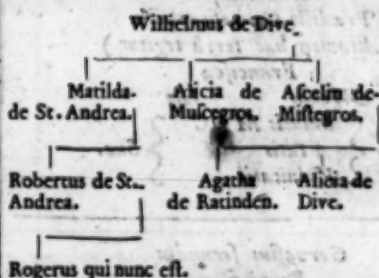 Willielmus de Dive.
Matilda Alicia de Ascelin de
de St. Andrea. Muscegros. Mistegros.
Robertus de St. Agatha Alicia de
Andrea. de Ratinden. Dive.
Rogerus qui nunc est.